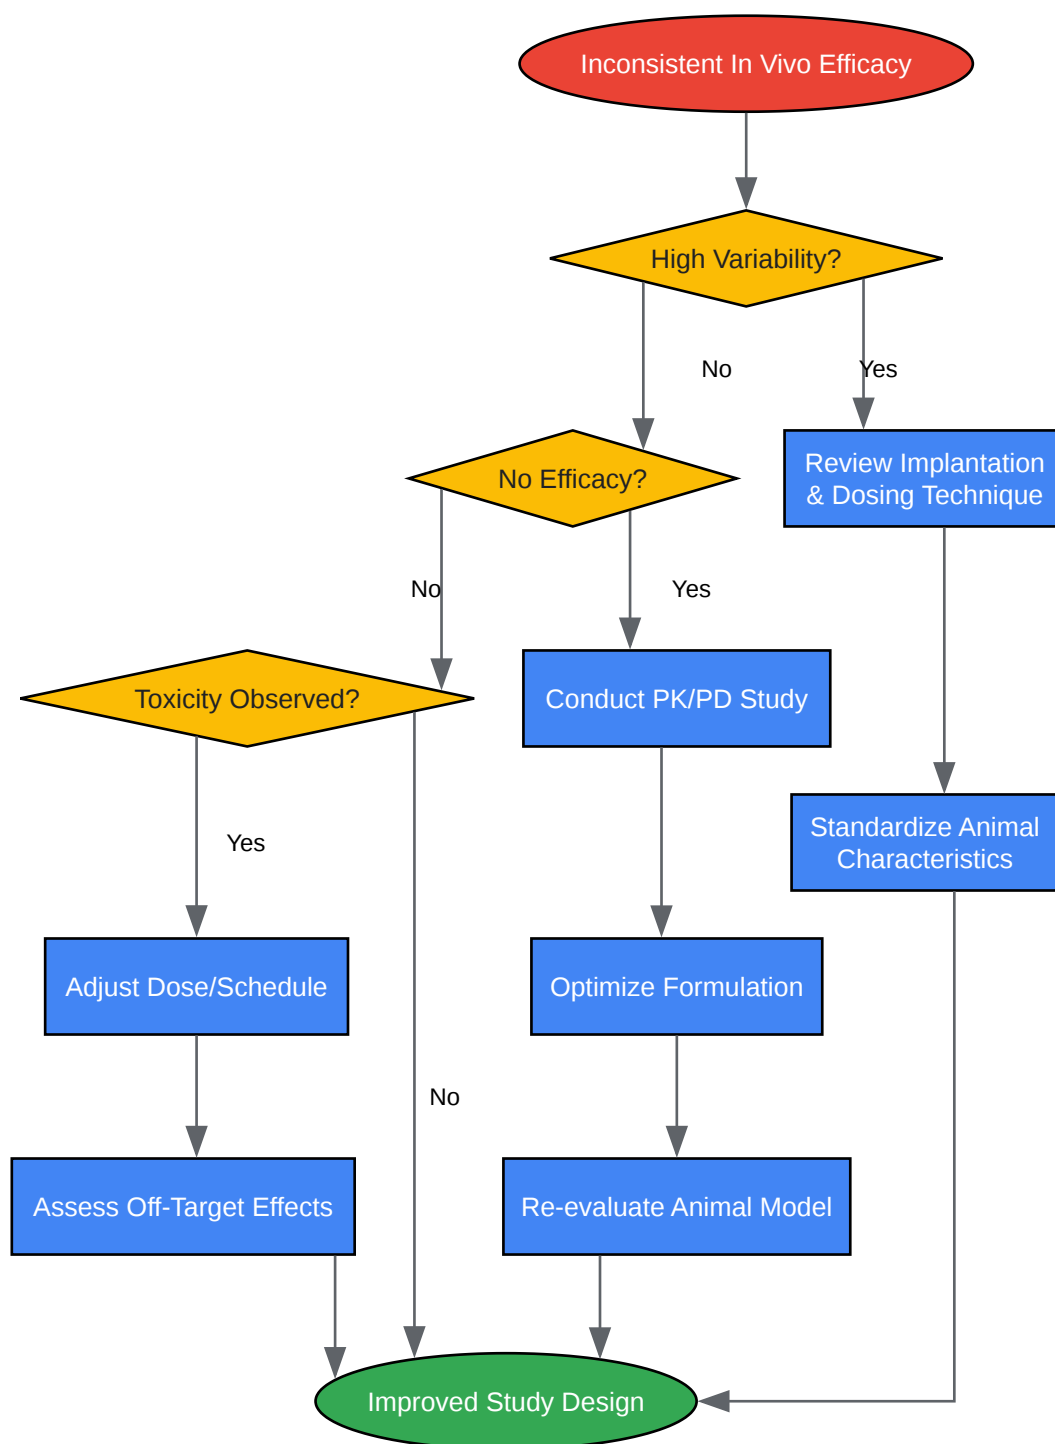 Inconsistent In Vivo Efficacy
High Variability?
No
Yes
No Efficacy?
Review Implantation
& Dosing Technique
No
Yes
Toxicity Observed?
Conduct PK/PD Study
Standardize Animal
Characteristics
Yes
Adjust Dose/Schedule
Optimize Formulation
No
Assess Off-Target Effects
Re-evaluate Animal Model
Improved Study Design